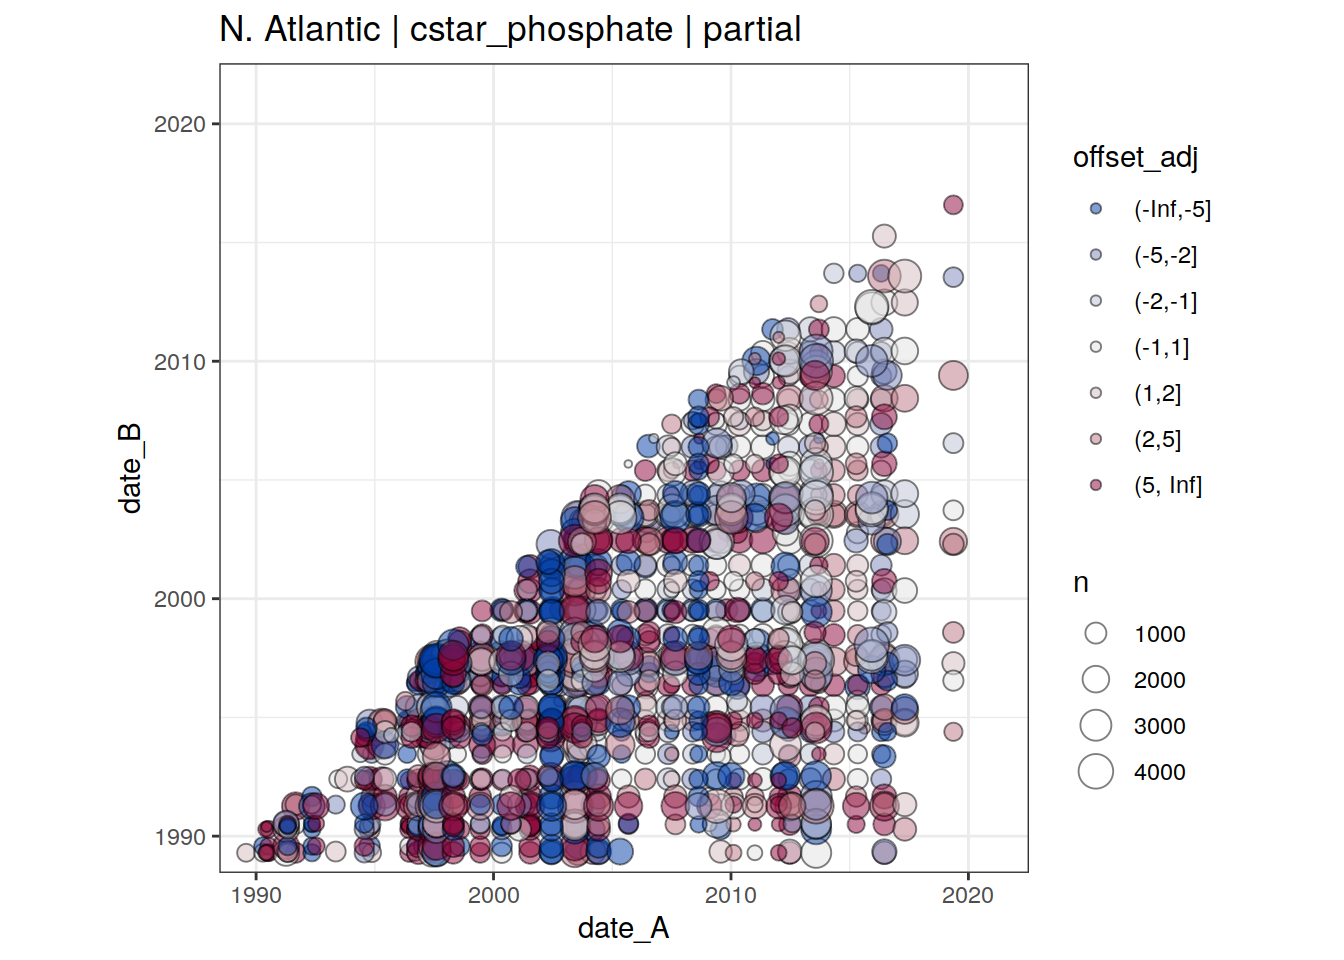 N. Atlantic | cstar_phosphate | partial
2020
2010
2000
1990
date_B
1990
2000
2010
2020
date_A
offset_adj
(-Inf,-5]
(-5,-2]
(-2,-1]
(-1,1]
(1,2]
(2,5]
(5, Inf]
n
1000
2000
3000
4000